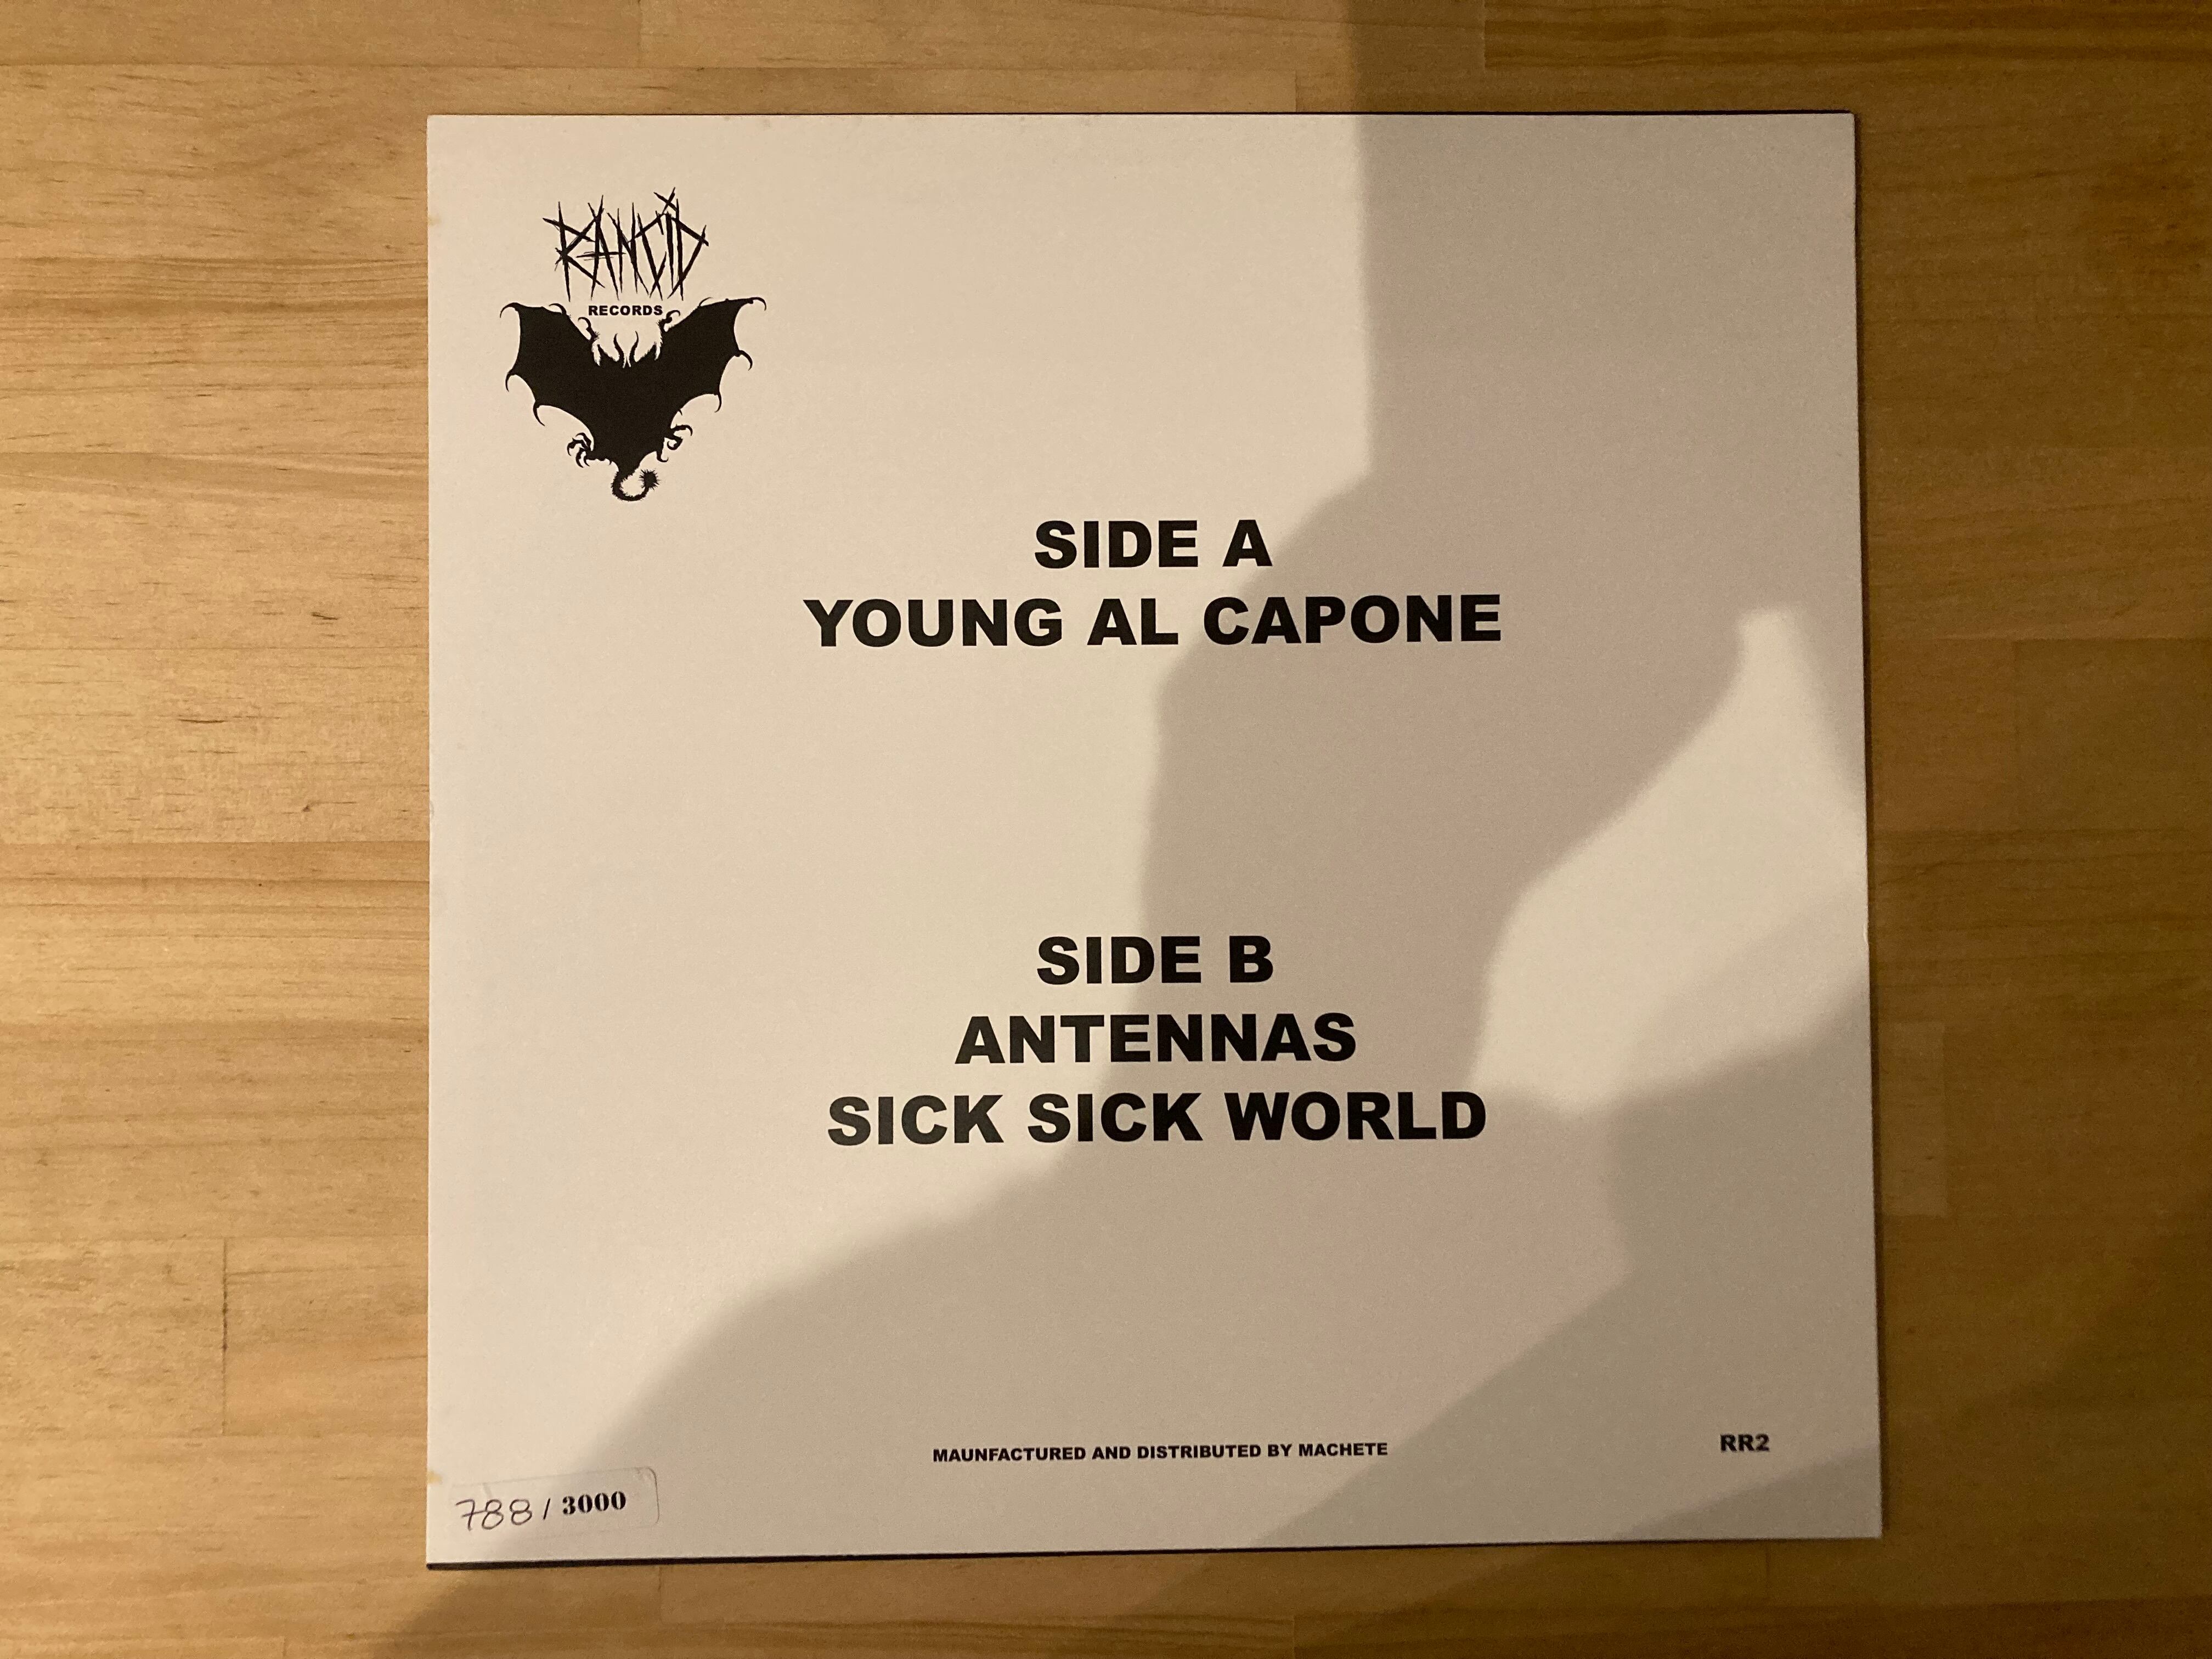 RANCID
RECORDS
SIDE A
YOUNG AL CAPONE
SIDE B
ANTENNAS
SICK SICK WORLD
MAUNFACTURED AND DISTRIBUTED BY MACHETE
RR2
788 / 3000